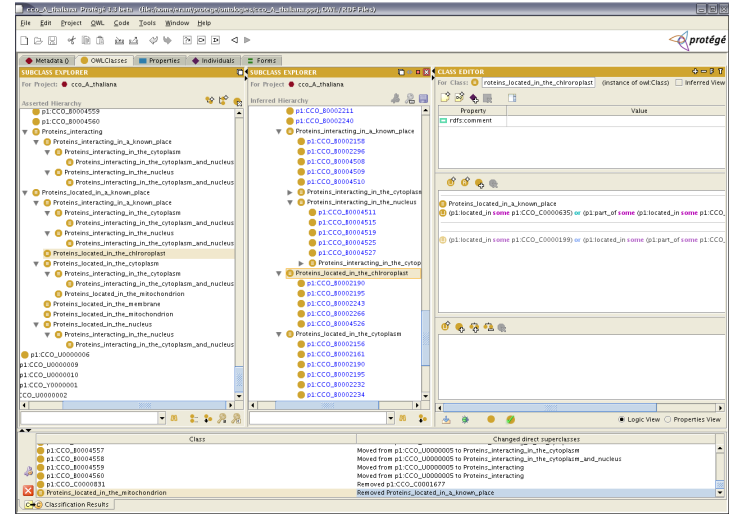 cco_A_thaliana Protégé 3.3 beta (file:/home/erant/protege/ontologies/cco_A_thaliana.pprj, OWL / RDF Files)
File Edit Project OWL Code Tools Window Help
protégé
Metadata () OWLClasses Properties Individuals Forms
SUBCLASS EXPLORER
For Project: cco_A_thaliana
Asserted Hierarchy
p1:CCO_B0004559
p1:CCO_B0004560
Proteins_interacting
Proteins_interacting_in_a_known_place
Proteins_interacting_in_the_cytoplasm
Proteins_interacting_in_the_cytoplasm_and_nucleus
Proteins_interacting_in_the_nucleus
Proteins_interacting_in_the_cytoplasm_and_nucleus
Proteins_located_in_a_known_place
Proteins_interacting_in_a_known_place
Proteins_interacting_in_the_cytoplasm
Proteins_interacting_in_the_cytoplasm_and_nucleus
Proteins_interacting_in_the_nucleus
Proteins_interacting_in_the_cytoplasm_and_nucleus
Proteins_located_in_the_chlroroplast
Proteins_located_in_the_cytoplasm
Proteins_interacting_in_the_cytoplasm
Proteins_interacting_in_the_cytoplasm_and_nucleus
Proteins_located_in_the_mitochondrion
Proteins_located_in_the_membrane
Proteins_located_in_the_mitochondrion
Proteins_located_in_the_nucleus
Proteins_interacting_in_the_nucleus
Proteins_interacting_in_the_cytoplasm_and_nucleus
p1:CCO_U0000006
p1:CCO_U0000009
p1:CCO_U0000010
p1:CCO_Y0000001
CCO_U0000002
SUBCLASS EXPLORER
For Project: cco_A_thaliana
Inferred Hierarchy
p1:CCO_B0002211
p1:CCO_B0002240
Proteins_interacting_in_a_known_place
p1:CCO_B0002158
p1:CCO_B0002296
p1:CCO_B0004508
p1:CCO_B0004509
p1:CCO_B0004510
Proteins_interacting_in_the_cytoplasm
Proteins_interacting_in_the_nucleus
p1:CCO_B0004511
p1:CCO_B0004515
p1:CCO_B0004519
p1:CCO_B0004525
p1:CCO_B0004527
Proteins_interacting_in_the_cytop
Proteins_located_in_the_chlroroplast
p1:CCO_B0002190
p1:CCO_B0002195
p1:CCO_B0002243
p1:CCO_B0002266
p1:CCO_B0004526
Proteins_located_in_the_cytoplasm
p1:CCO_B0002156
p1:CCO_B0002161
p1:CCO_B0002190
p1:CCO_B0002195
p1:CCO_B0002232
p1:CCO_B0002234
CLASS EDITOR
For Class: roteins_located_in_the_chlroroplast (instance of owl:Class) Inferred View
Property Value
rdfs:comment
Proteins_located_in_a_known_place
(p1:located_in some p1:CCO_C0000635) or (p1:part_of some (p1:located_in some p1:CCO_
(p1:located_in some p1:CCO_C0000199) or (p1:located_in some (p1:part_of some p1:CCO_
Logic View Properties View
Class Changed direct superclasses
p1:CCO_B0004557 Moved from p1:CCO_U0000005 to Proteins_interacting_in_the_cytoplasm
p1:CCO_B0004558 Moved from p1:CCO_U0000005 to Proteins_interacting_in_the_cytoplasm_and_nucleus
p1:CCO_B0004559 Moved from p1:CCO_U0000005 to Proteins_interacting
p1:CCO_B0004560 Moved from p1:CCO_U0000005 to Proteins_interacting
p1:CCO_C0000831 Removed p1:CCO_C0001677
Proteins_located_in_the_mitochondrion Removed Proteins_located_in_a_known_place
Classification Results